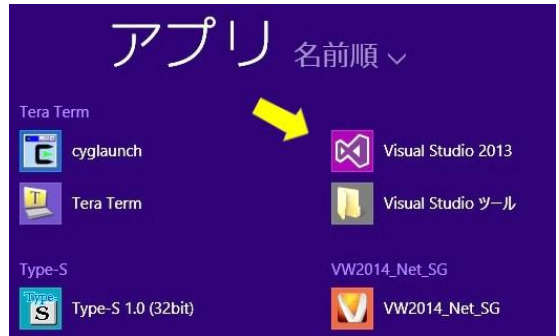 アプリ 名前順
Tera Term
cyglaunch
Tera Term
Type-S
Type-S 1.0 (32bit)
Visual Studio 2013
Visual Studio ツール
VW2014_Net_SG
VW2014_Net_SG